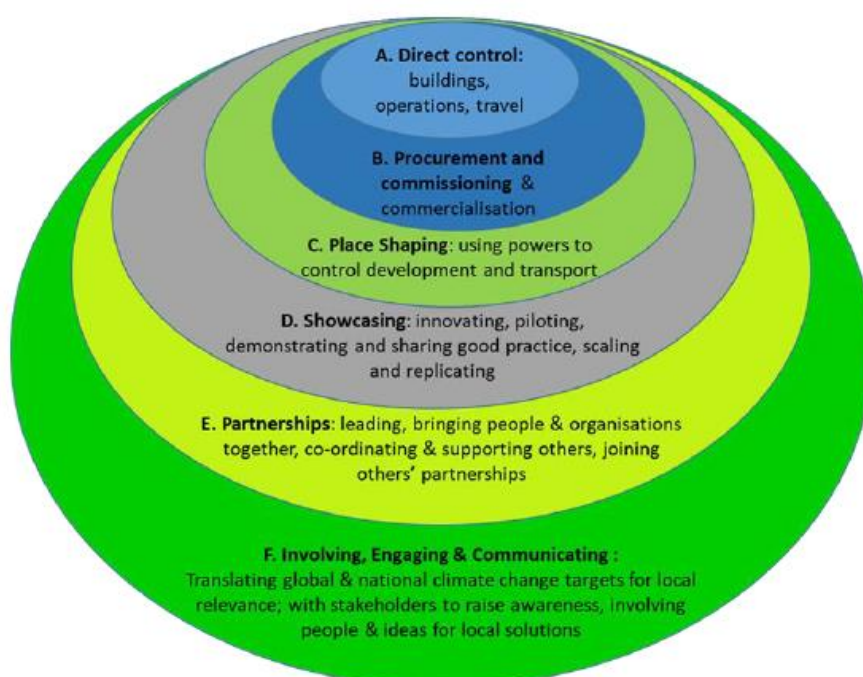 A. Direct control:
buildings,
operations, travel
B. Procurement and
commissioning &
commercialisation
C. Place Shaping: using powers to
control development and transport
D. Showcasing: innovating, piloting,
demonstrating and sharing good practice, scaling
and replicating
E. Partnerships: leading, bringing people & organisations
together, co-ordinating & supporting others, joining
others’ partnerships
F. Involving, Engaging & Communicating :
Translating global & national climate change targets for local
relevance; with stakeholders to raise awareness, involving
people & ideas for local solutions